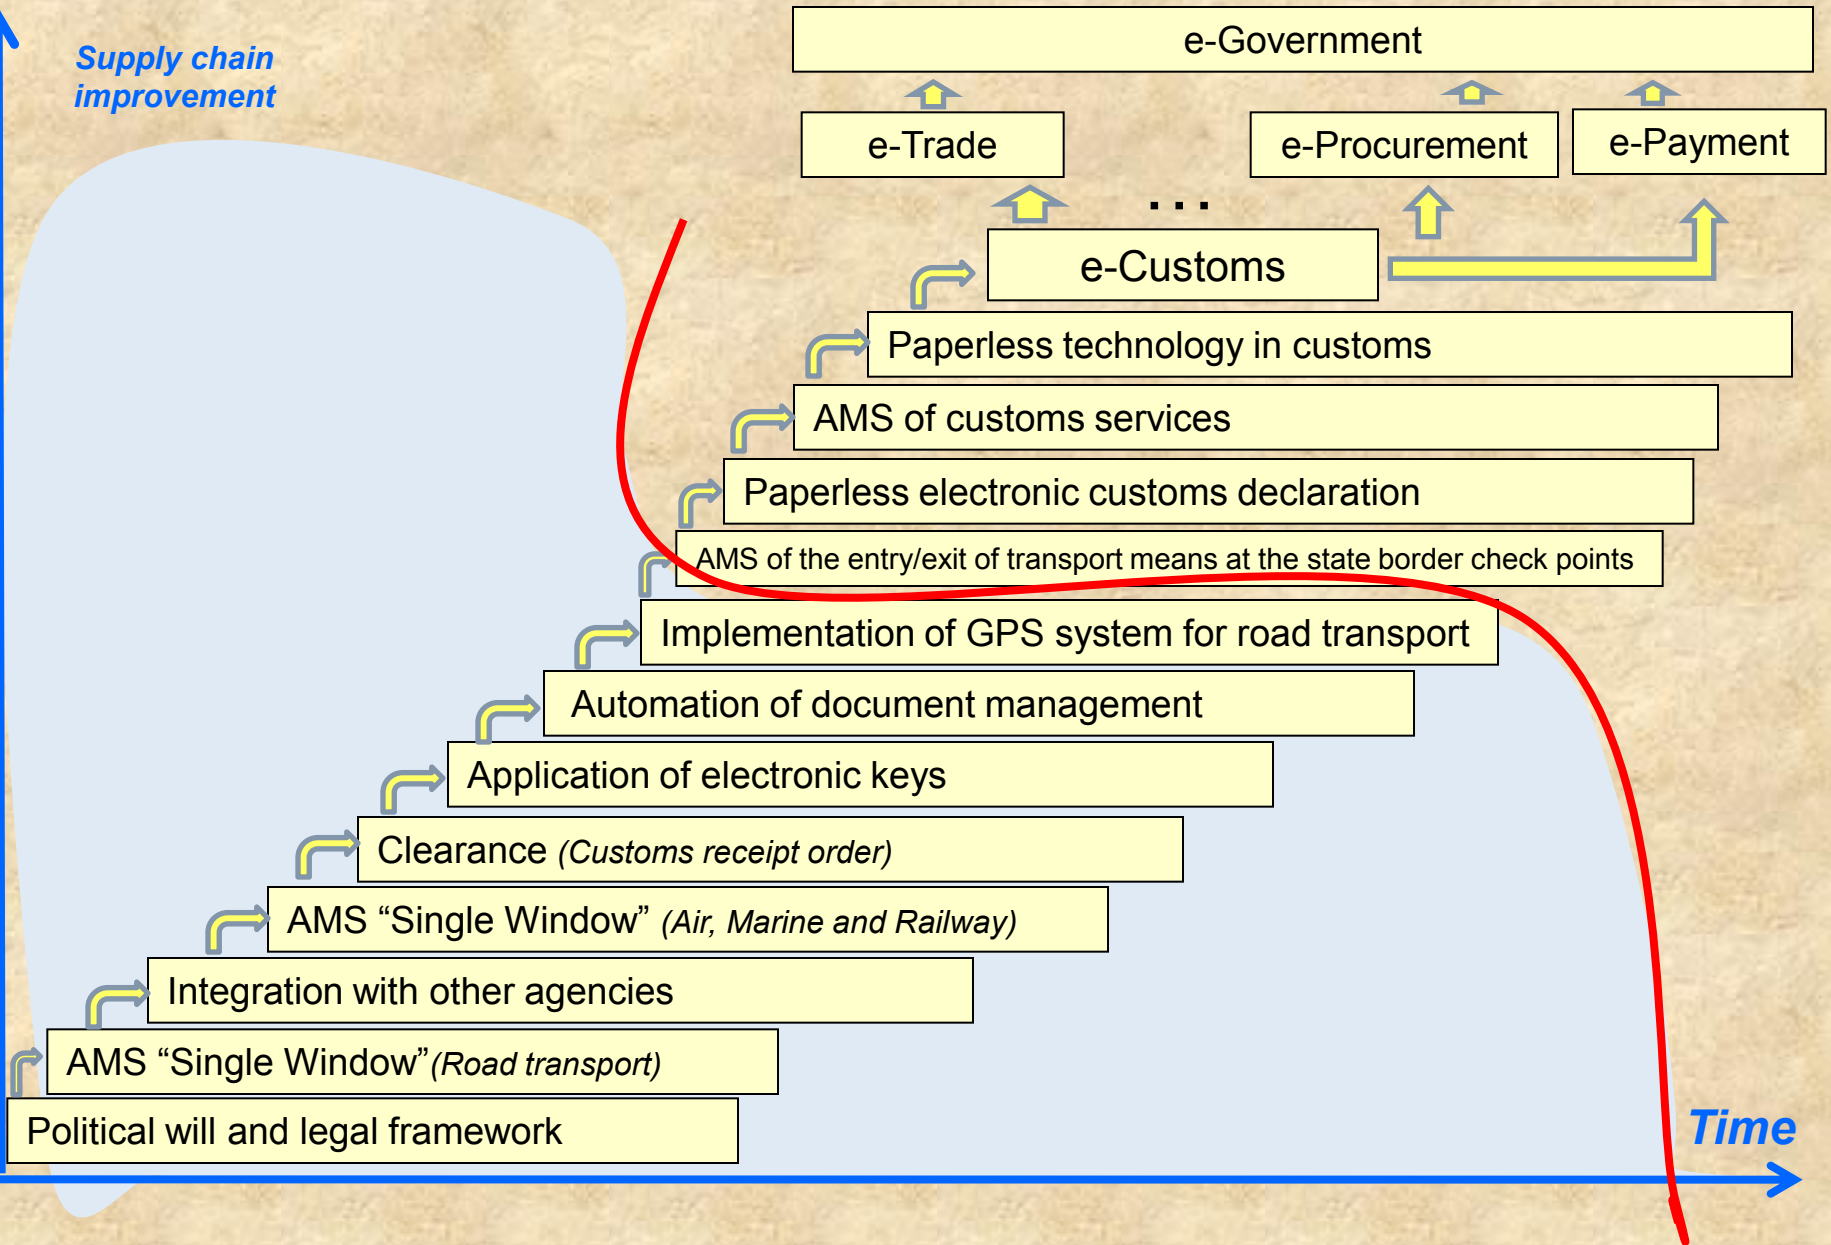 Supply chain
improvement
e-Government
e-Trade
e-Procurement
e-Payment
...
e-Customs
Paperless technology in customs
AMS of customs services
Paperless electronic customs declaration
AMS of the entry/exit of transport means at the state border check points
Implementation of GPS system for road transport
Automation of document management
Application of electronic keys
Clearance (Customs receipt order)
AMS “Single Window” (Air, Marine and Railway)
Integration with other agencies
AMS “Single Window”(Road transport)
Political will and legal framework
Time